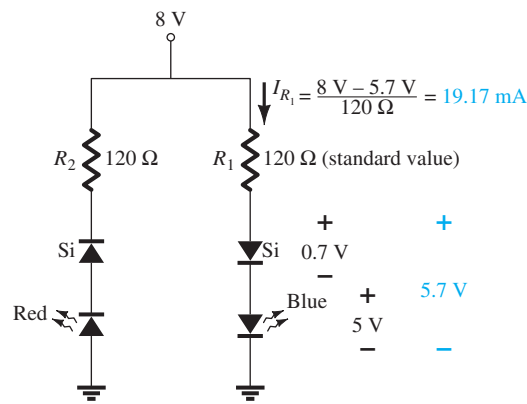 8 V
I_{R_1} = \frac{8 V – 5.7 V}{120 Ω} = 19.17 mA
R_2 120 Ω
R_1 120 Ω (standard value)
Si
Si
+
0.7 V
–
+
5.7 V
–
Red
Blue
+
5 V
–